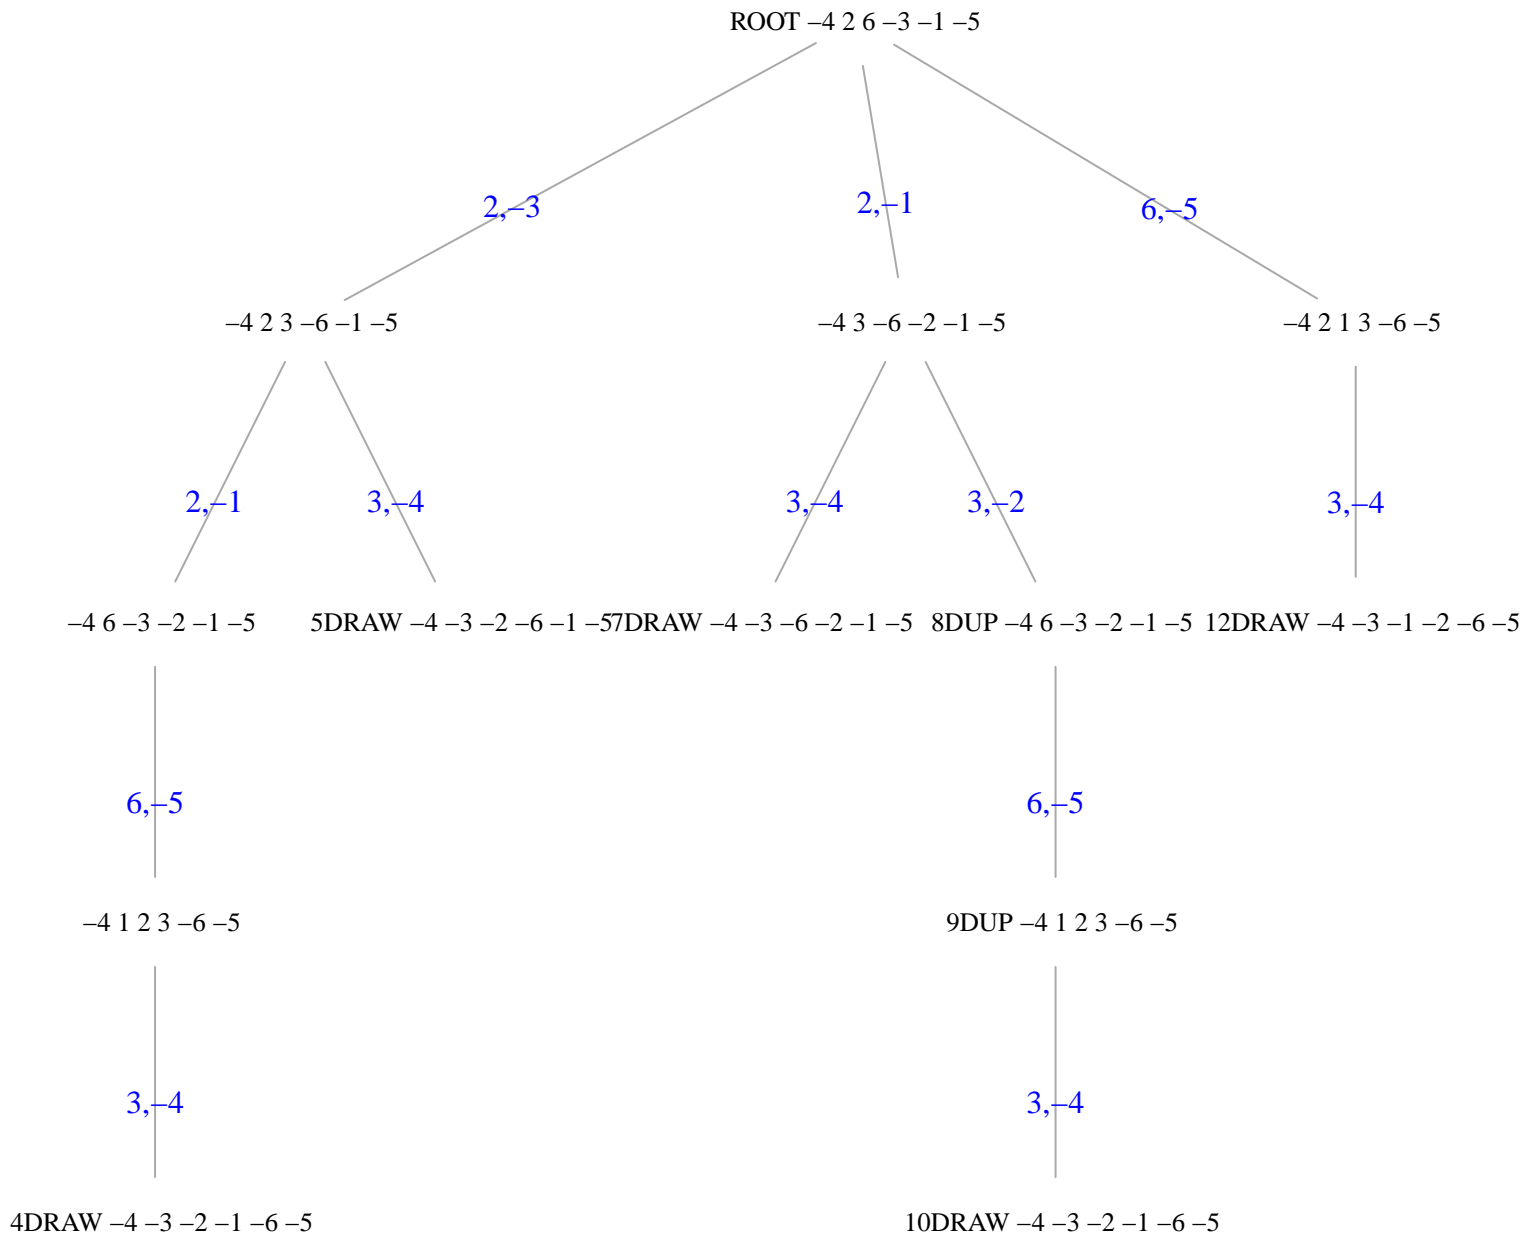 ROOT –4 2 6 –3 –1 –5
2,–3
2,–1
6,–5
–4 2 3 –6 –1 –5
–4 3 –6 –2 –1 –5
–4 2 1 3 –6 –5
2,–1
3,–4
3,–4
3,–2
3,–4
–4 6 –3 –2 –1 –5
5DRAW –4 –3 –2 –6 –1 –5
7DRAW –4 –3 –6 –2 –1 –5
8DUP –4 6 –3 –2 –1 –5
12DRAW –4 –3 –1 –2 –6 –5
6,–5
6,–5
–4 1 2 3 –6 –5
9DUP –4 1 2 3 –6 –5
3,–4
3,–4
4DRAW –4 –3 –2 –1 –6 –5
10DRAW –4 –3 –2 –1 –6 –5